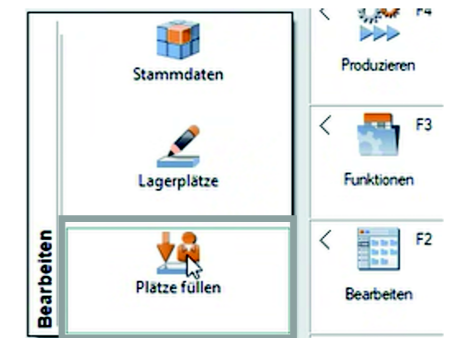 Stammdaten
Lagerplätze
Plätze füllen
Bearbeiten
F4
Produzieren
F3
Funktionen
F2
Bearbeiten